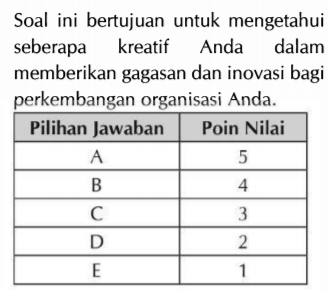 Soal ini bertujuan untuk mengetahui
seberapa kreatif Anda dalam
memberikan gagasan dan inovasi bagi
perkembangan organisasi Anda.
Pilihan Jawaban Poin Nilai
A 5
B 4
C 3
D 2
E 1